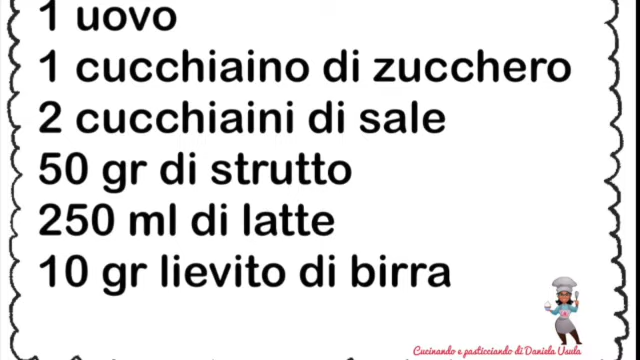 1 uovo
1 cucchiaino di zucchero
2 cucchiaini di sale
50 gr di strutto
250 ml di latte
10 gr lievito di birra
Cucinando e pasticciando di Daniela Usula